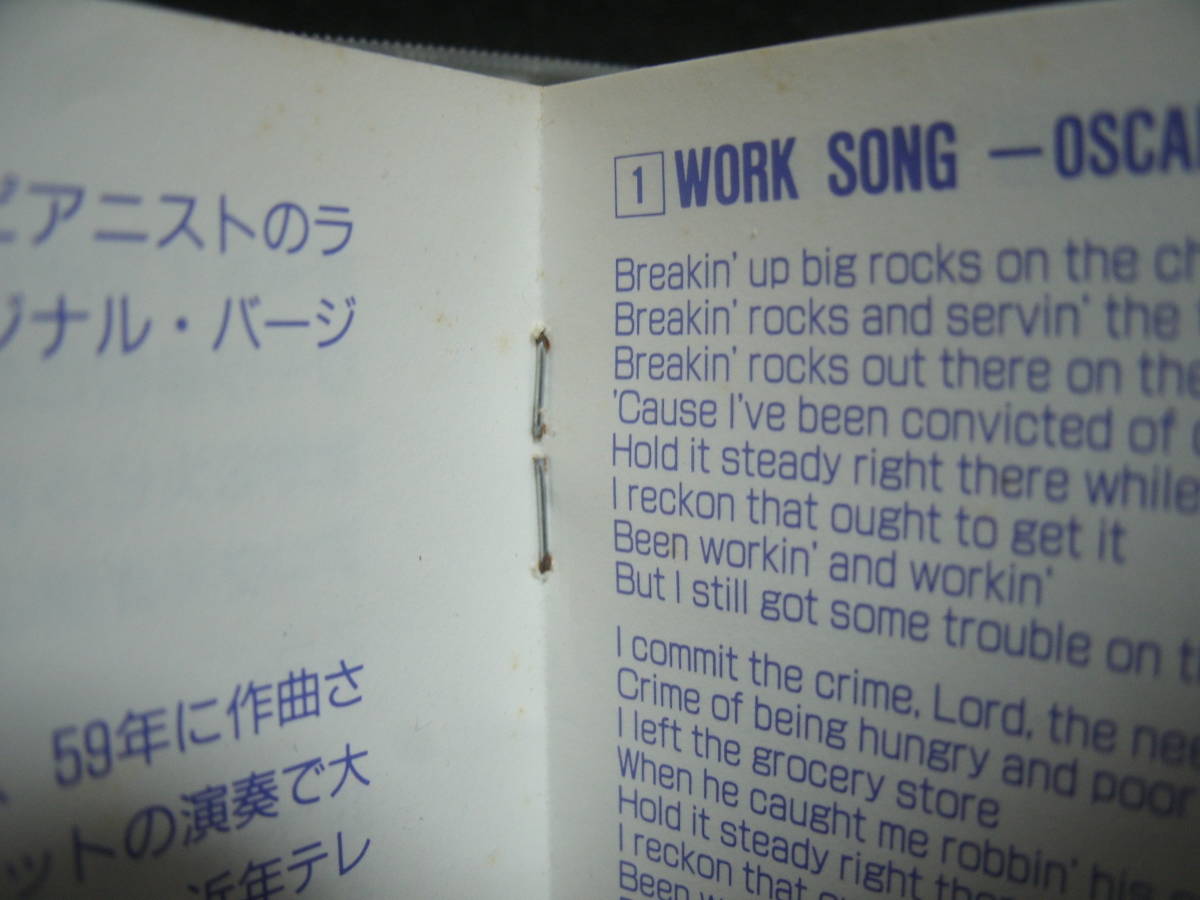 ピアニストのラ
ジナル・バージ
59年に作曲さ
ットの演奏で大
近年テレ
1 WORK SONG —OSCAR
Breakin' up big rocks on the
Breakin' rocks and servin' the
Breakin' rocks out there on the
'Cause I've been convicted of
Hold it steady right there while
I reckon that ought to get it
Been workin' and workin'
But I still got some trouble on
I commit the crime, Lord, the
Crime of being hungry and poor
I left the grocery store
When he caught me robbin' his
Hold it steady right
I reckon that
Been